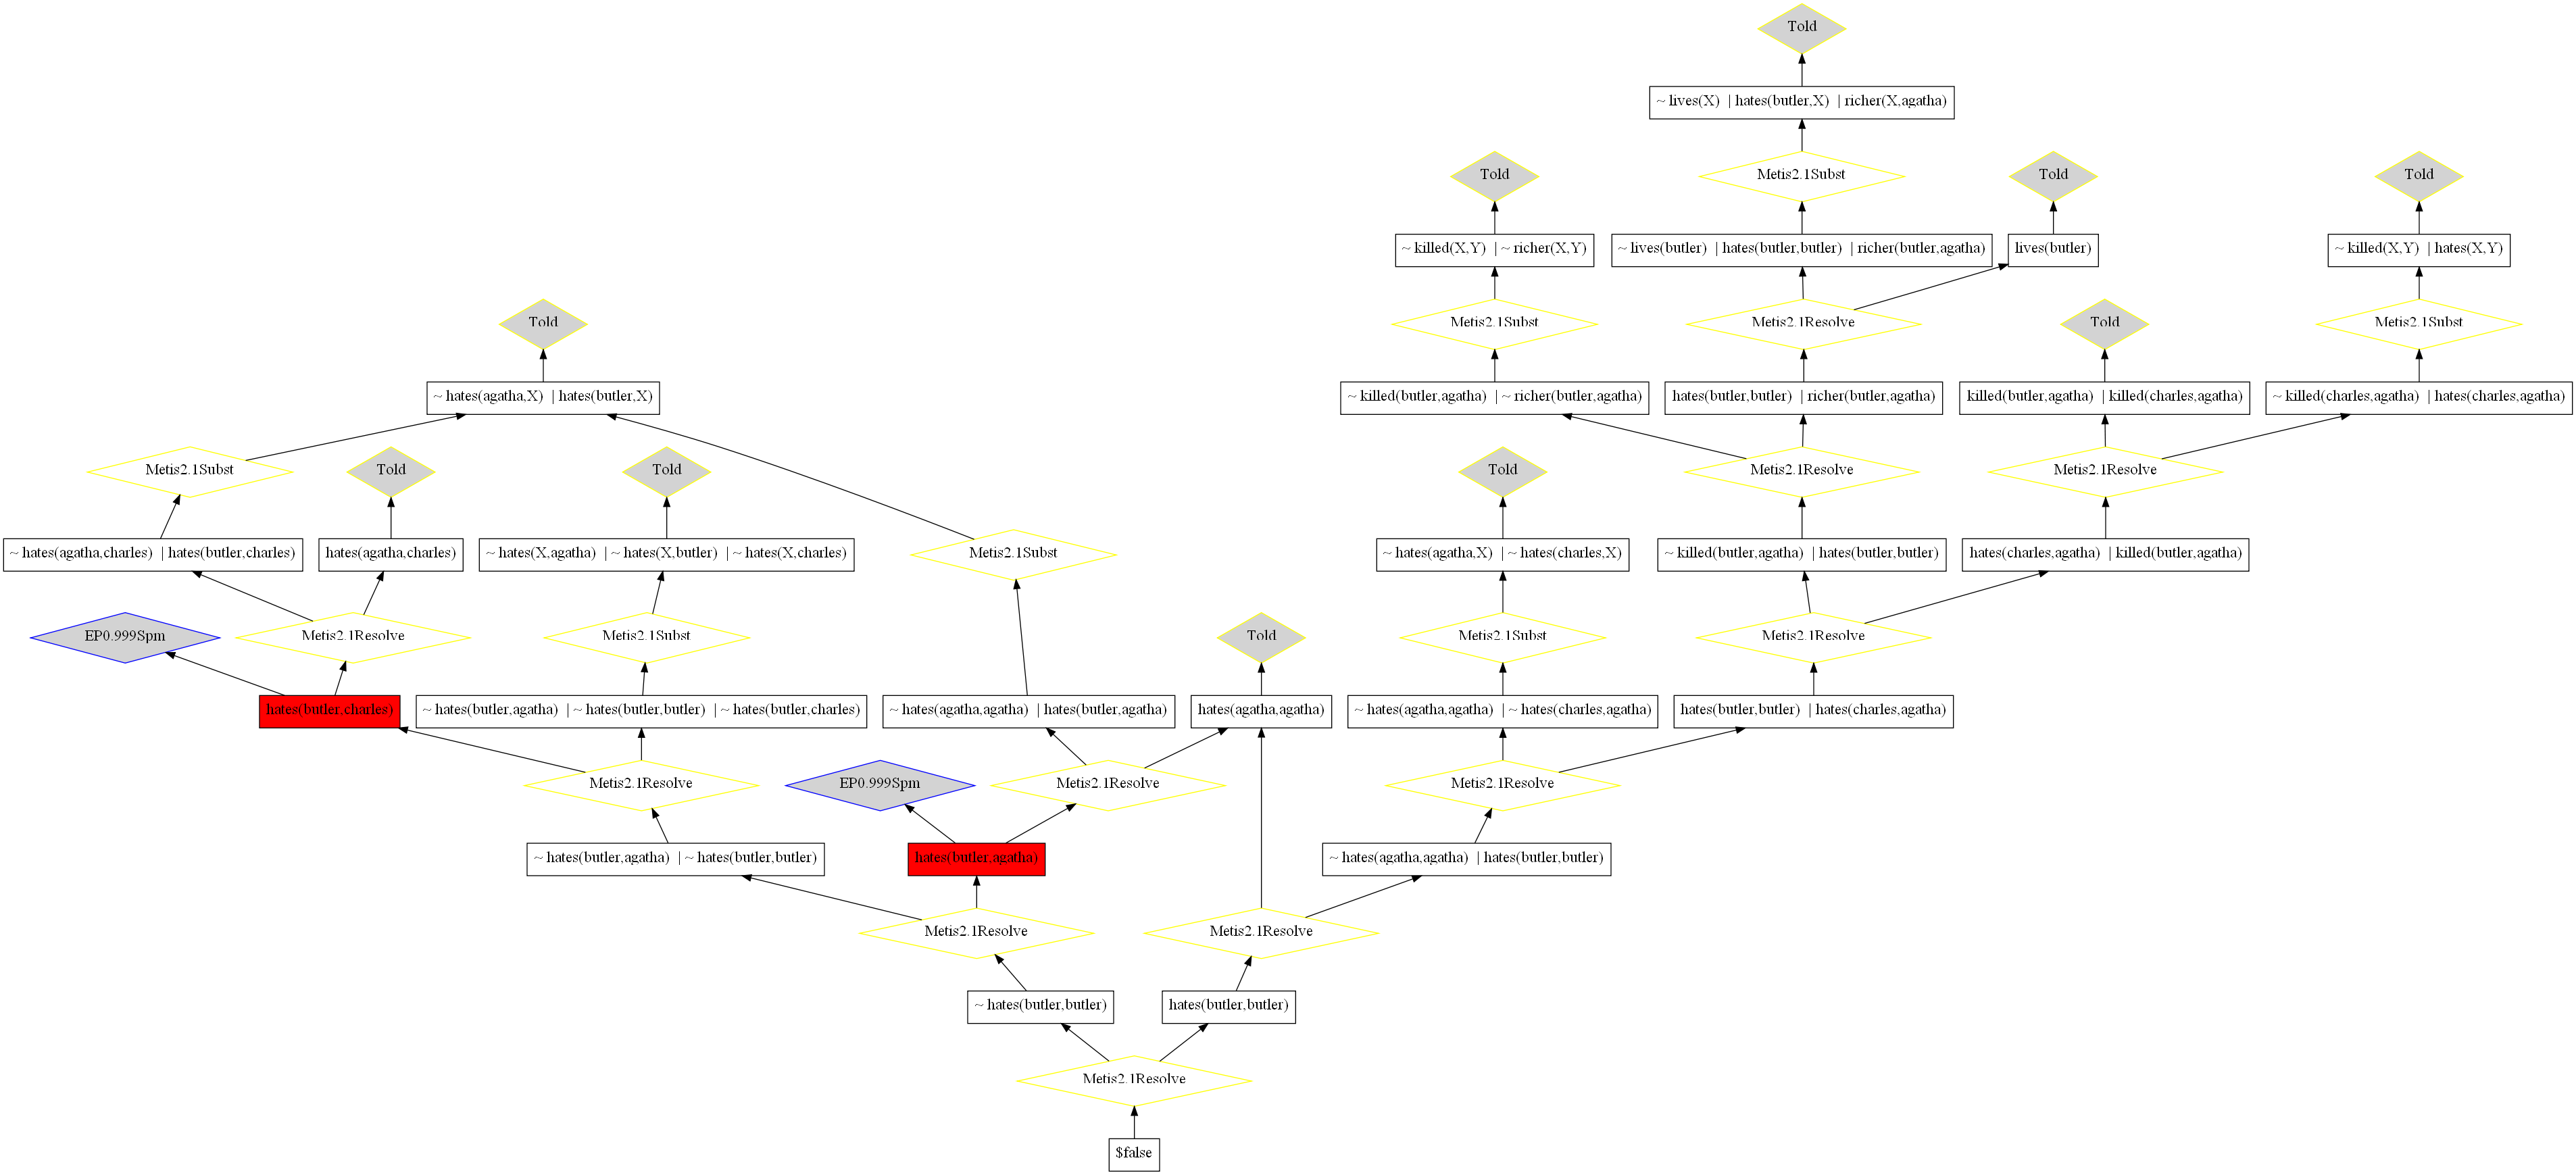 Told
~ lives(X) | hates(butler,X) | richer(X,agatha)
Told
Metis2.1Subst
Told
Told
~ killed(X,Y) | ~ richer(X,Y)
~ lives(butler) | hates(butler,butler) | richer(butler,agatha)
lives(butler)
~ killed(X,Y) | hates(X,Y)
Told
Metis2.1Subst
Metis2.1Resolve
Told
Metis2.1Subst
~ hates(agatha,X) | hates(butler,X)
~ killed(butler,agatha) | ~ richer(butler,agatha)
hates(butler,butler) | richer(butler,agatha)
killed(butler,agatha) | killed(charles,agatha)
~ killed(charles,agatha) | hates(charles,agatha)
Metis2.1Subst
Told
Told
Told
Metis2.1Resolve
Metis2.1Resolve
~ hates(agatha,charles) | hates(butler,charles)
hates(agatha,charles)
~ hates(X,agatha) | ~ hates(X,butler) | ~ hates(X,charles)
Metis2.1Subst
~ hates(agatha,X) | ~ hates(charles,X)
~ killed(butler,agatha) | hates(butler,butler)
hates(charles,agatha) | killed(butler,agatha)
EP0.999Spm
Metis2.1Resolve
Metis2.1Subst
Told
Metis2.1Subst
Metis2.1Resolve
hates(butler,charles)
~ hates(butler,agatha) | ~ hates(butler,butler) | ~ hates(butler,charles)
~ hates(agatha,agatha) | hates(butler,agatha)
hates(agatha,agatha)
~ hates(agatha,agatha) | ~ hates(charles,agatha)
hates(butler,butler) | hates(charles,agatha)
Metis2.1Resolve
EP0.999Spm
Metis2.1Resolve
Metis2.1Resolve
~ hates(butler,agatha) | ~ hates(butler,butler)
hates(butler,agatha)
~ hates(agatha,agatha) | hates(butler,butler)
Metis2.1Resolve
Metis2.1Resolve
~ hates(butler,butler)
hates(butler,butler)
Metis2.1Resolve
$false